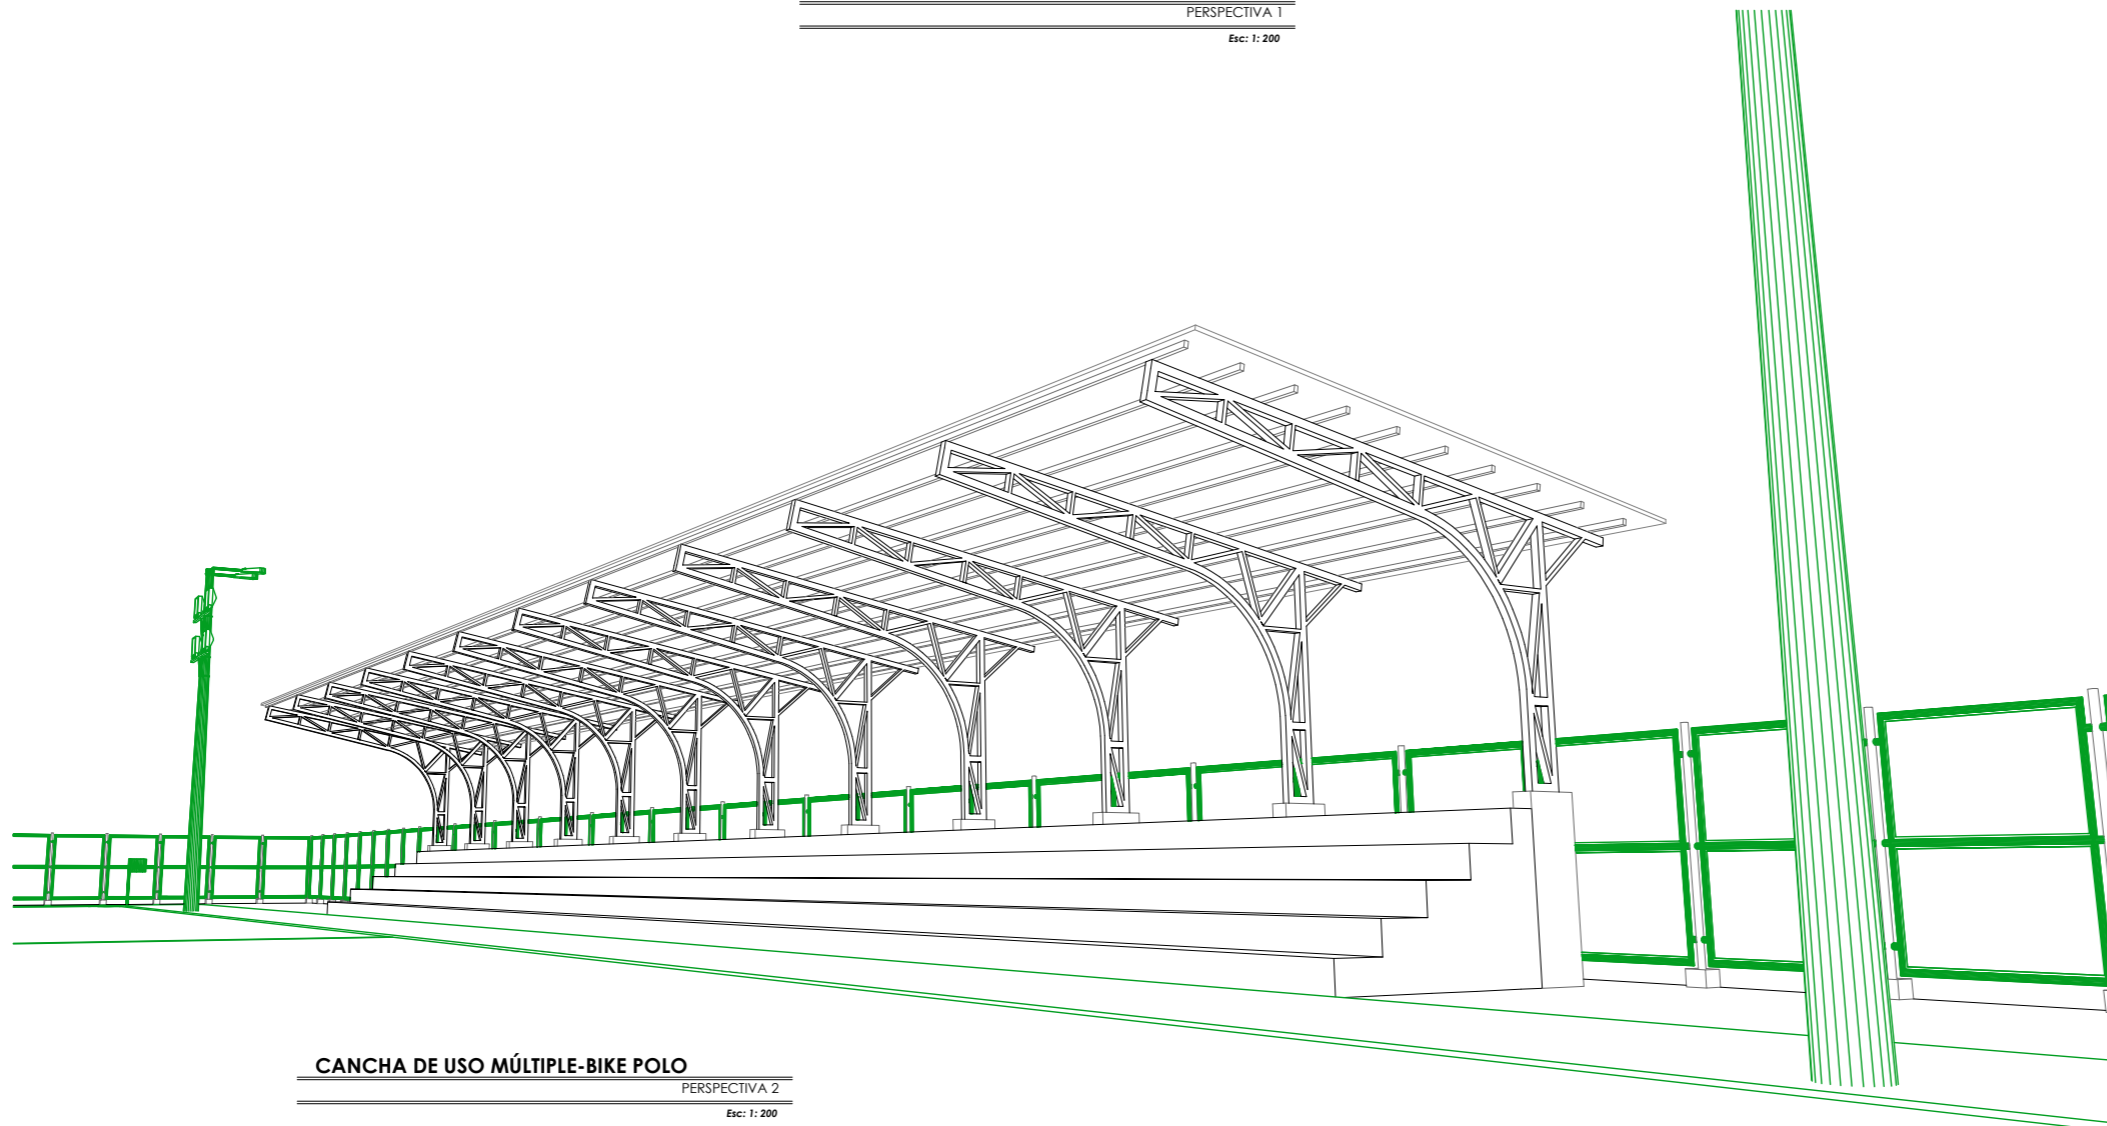 PERSPECTIVA 1
Esc: 1: 200
CANCHA DE USO MÚLTIPLE-BIKE POLO
PERSPECTIVA 2
Esc: 1: 200